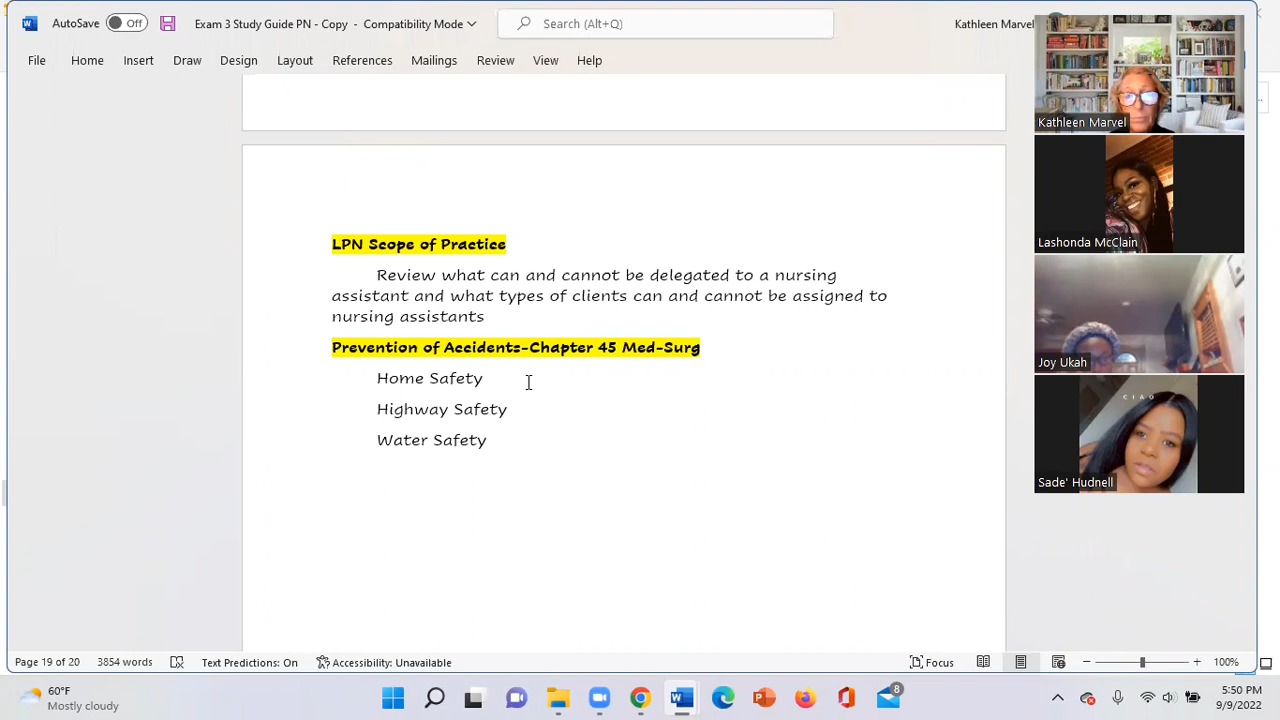 AutoSave Off Exam 3 Study Guide PN - Copy - Compatibility Mode Search (Alt+Q) Kathleen Marvel
File Home Insert Draw Design Layout References Mailings Review View Help
Kathleen Marvel
LPN Scope of Practice
Review what can and cannot be delegated to a nursing
assistant and what types of clients can and cannot be assigned to
nursing assistants
Prevention of Accidents-Chapter 45 Med-Surg
Home Safety
Highway Safety
Water Safety
Lashonda McClain
Joy Ukah
CIAO
Sade' Hudnell
Page 19 of 20 3854 words Text Predictions: On Accessibility: Unavailable Focus 100%
60°F
Mostly cloudy
8
5:50 PM
9/9/2022